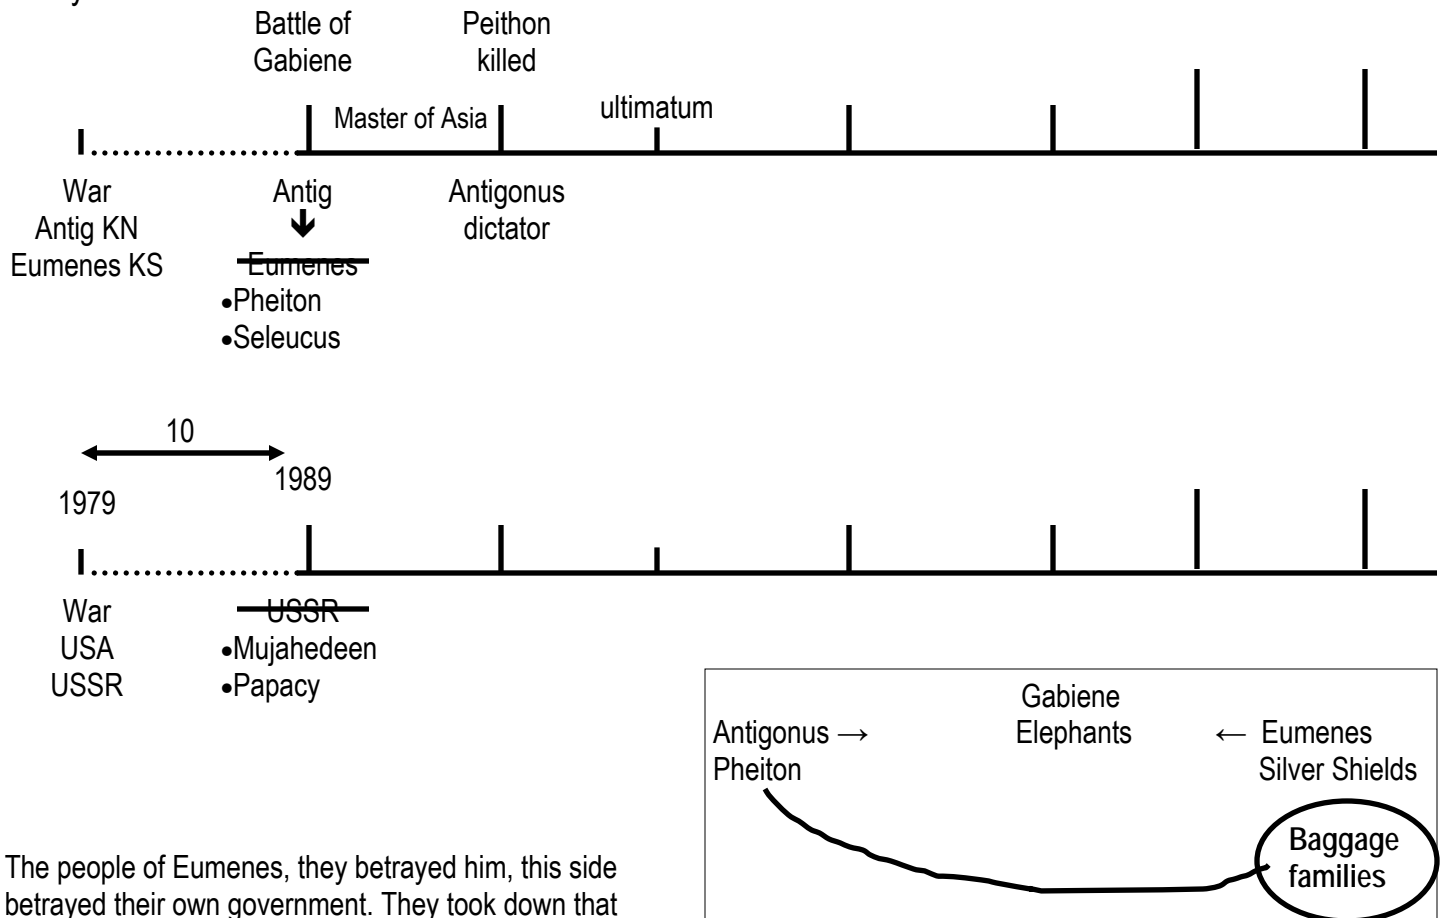 Battle of
Gabiene
Peithon
killed
Master of Asia
ultimatum
War
Antig KN
Eumenes KS
Antig
Eumenes
•Pheiton
•Seleucus
Antigonus
dictator
10
1979
1989
War
USA
USSR
USSR
•Mujahedeen
•Papacy
Gabiene
Elephants
Antigonus →
Pheiton
← Eumenes
Silver Shields
Baggage
families
The people of Eumenes, they betrayed him, this side
betrayed their own government. They took down that